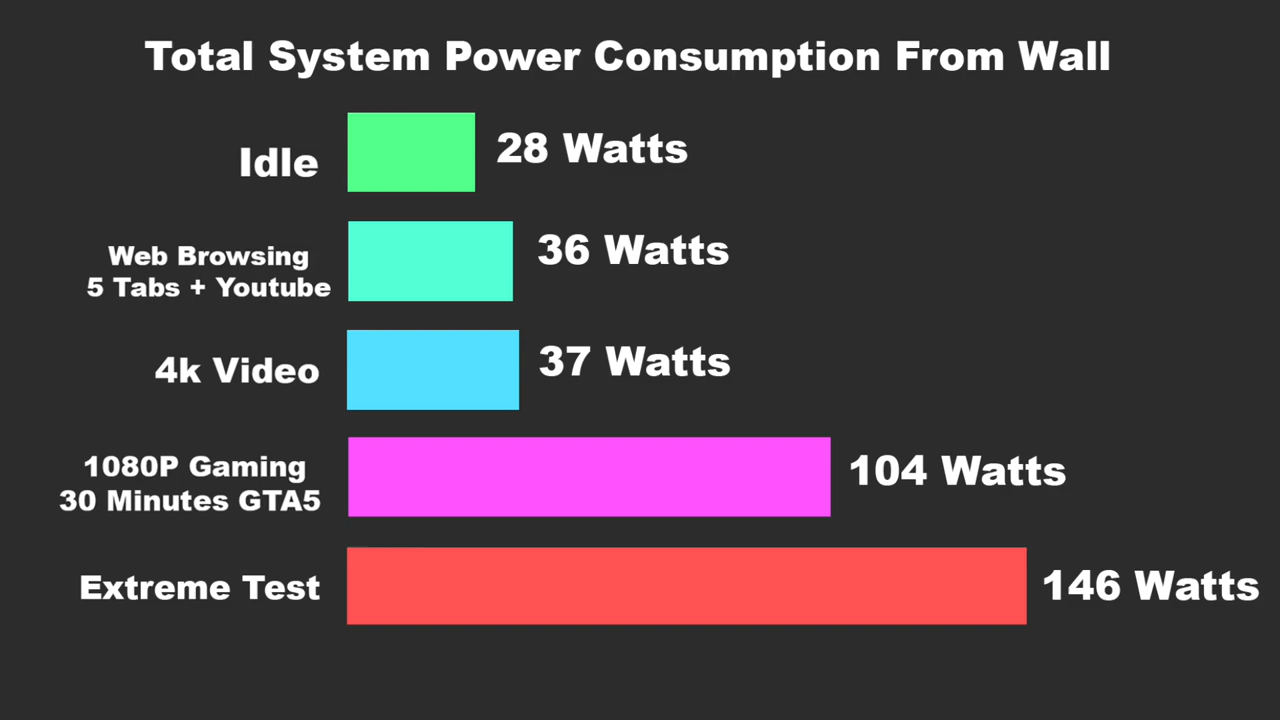 Total System Power Consumption From Wall
Idle
28 Watts
Web Browsing
5 Tabs + Youtube
36 Watts
4k Video
37 Watts
1080P Gaming
30 Minutes GTA5
104 Watts
Extreme Test
146 Watts